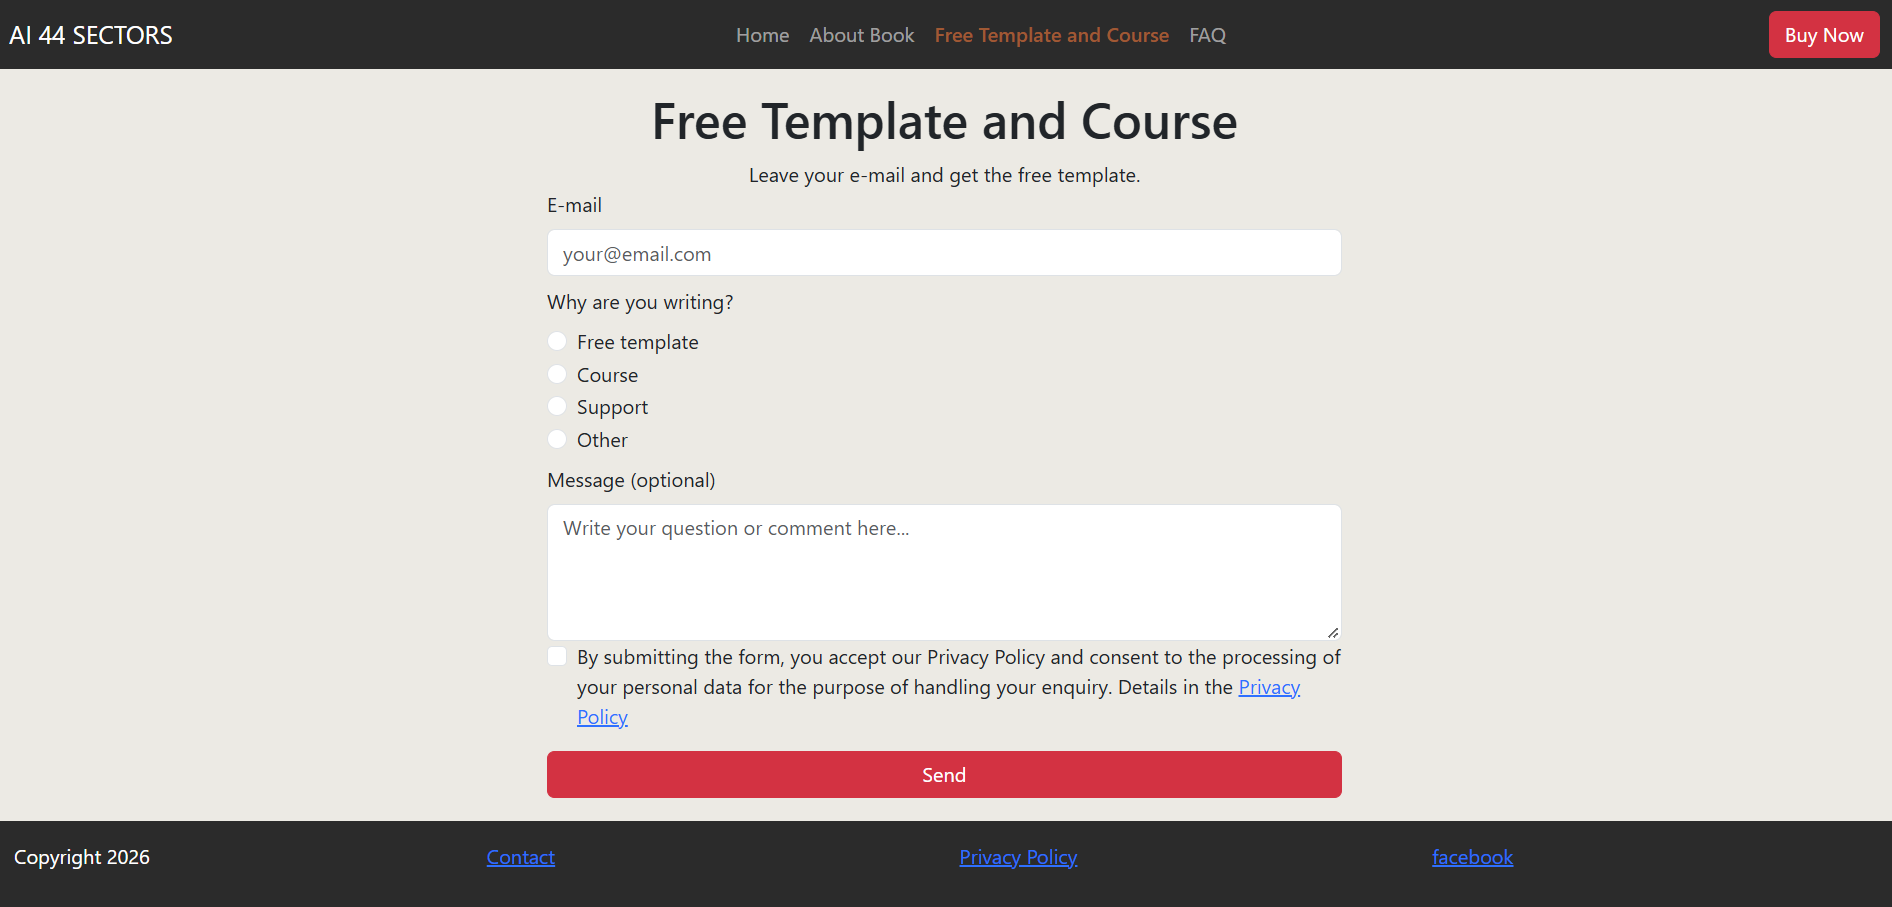 AI 44 SECTORS
Home
About Book
Free Template and Course
FAQ
Buy Now
Free Template and Course
Leave your e-mail and get the free template.
E-mail
your@email.com
Why are you writing?
Free template
Course
Support
Other
Message (optional)
Write your question or comment here...
By submitting the form, you accept our Privacy Policy and consent to the processing of
your personal data for the purpose of handling your enquiry. Details in the Privacy
Policy
Send
Copyright 2026
Contact
Privacy Policy
facebook